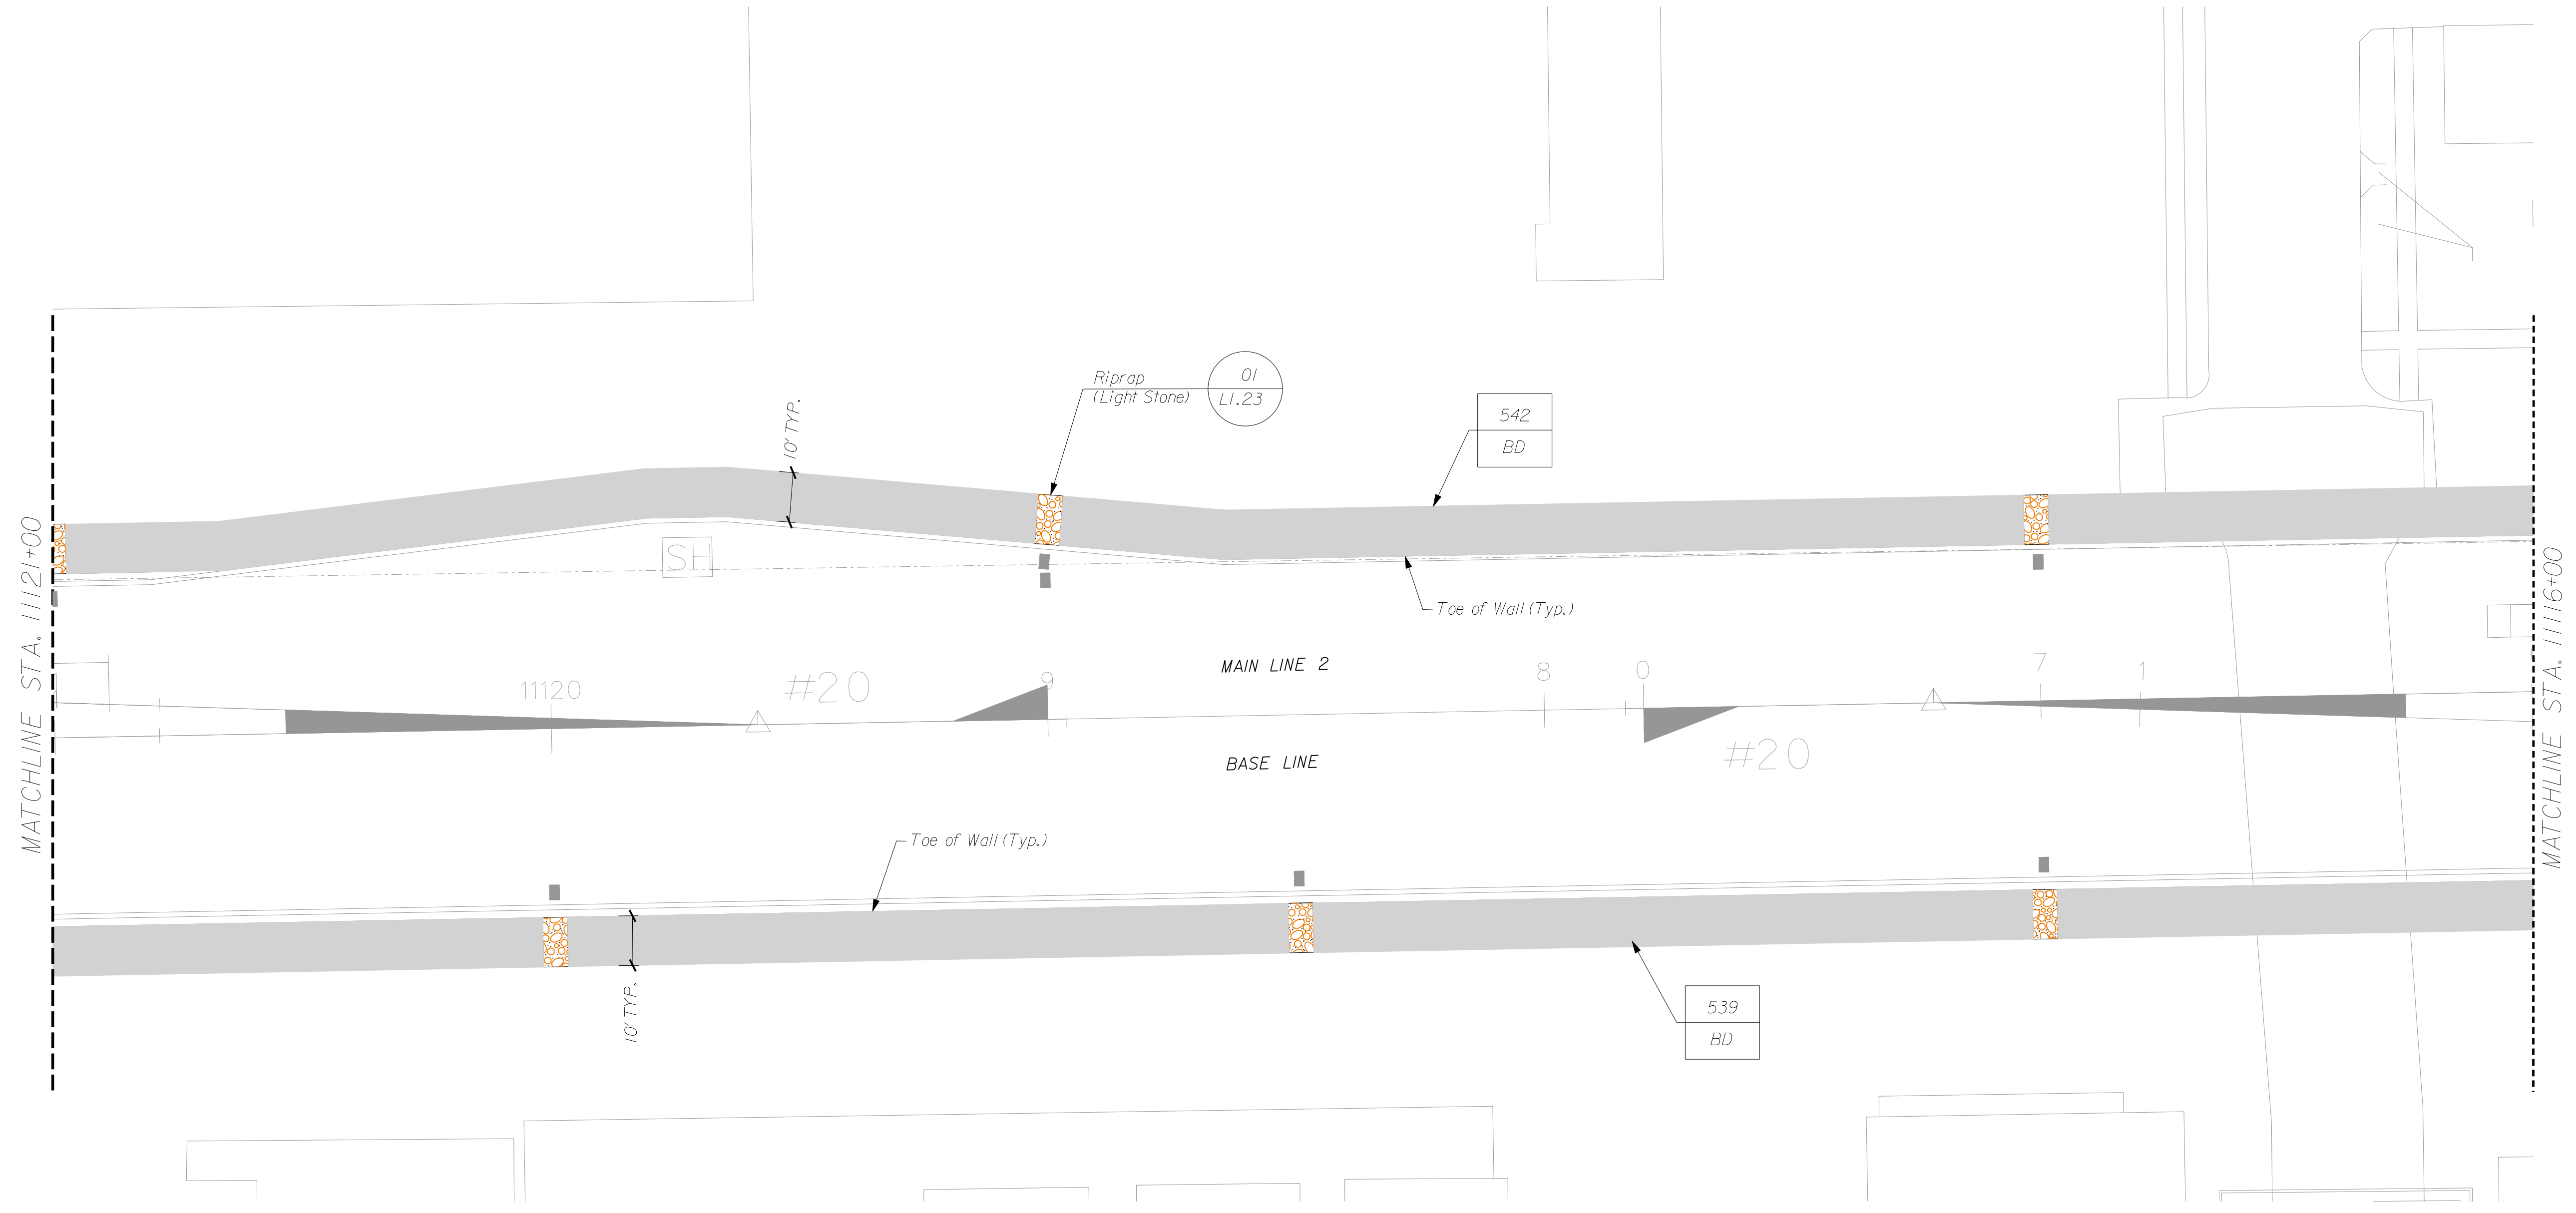 Riprap
(Light Stone)
01
L1.23
10' TYP.
542
BD
SH
Toe of Wall (Typ.)
MATCHLINE STA. 11121+00
MATCHLINE STA. 11116+00
MAIN LINE 2
11120
#20
9
8
0
7
1
#20
BASE LINE
Toe of Wall (Typ.)
10' TYP.
539
BD